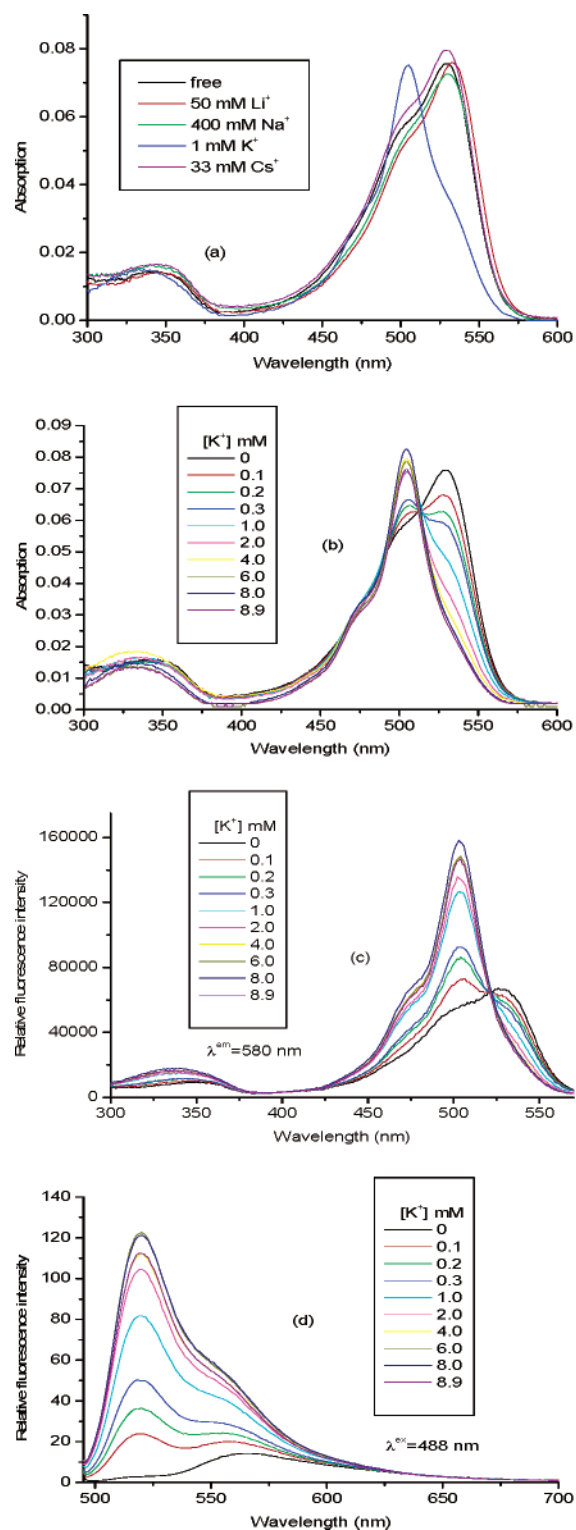 0.08
0.06
0.04
0.02
0.00
Absorption
free
50 mM Li⁺
400 mM Na⁺
1 mM K⁺
33 mM Cs⁺
(a)
300 350 400 450 500 550 600
Wavelength (nm)
0.09
0.08
0.07
0.06
0.05
0.04
0.03
0.02
0.01
0.00
Absorption
[K⁺] mM
0
0.1
0.2
0.3
1.0
2.0
4.0
6.0
8.0
8.9
(b)
300 350 400 450 500 550 600
Wavelength (nm)
160000
120000
80000
40000
0
Relative fluorescence intensity
[K⁺] mM
0
0.1
0.2
0.3
1.0
2.0
4.0
6.0
8.0
8.9
(c)
λᵉᵐ=580 nm
300 350 400 450 500 550
Wavelength (nm)
140
120
100
80
60
40
20
0
Relative fluorescence intensity
[K⁺] mM
0
0.1
0.2
0.3
1.0
2.0
4.0
6.0
8.0
8.9
(d)
λᵉˣ=488 nm
500 550 600 650 700
Wavelength (nm)